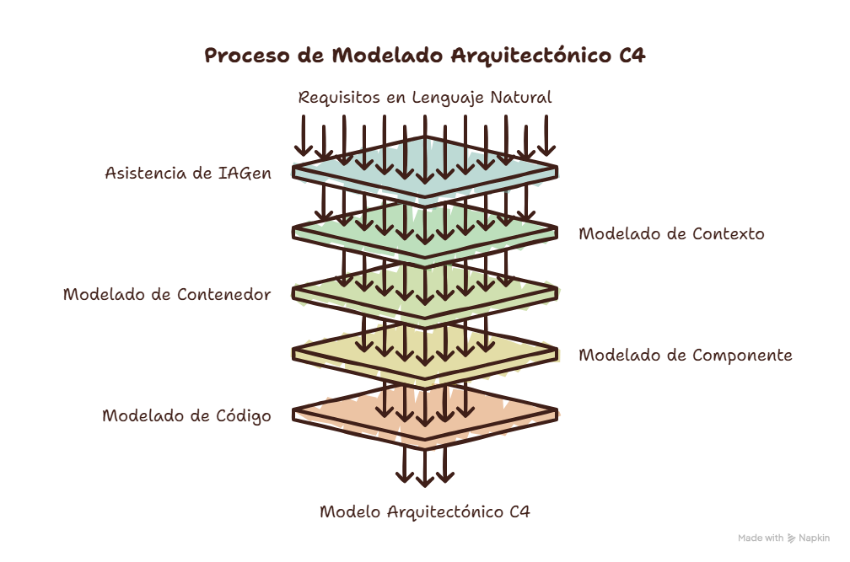 Proceso de Modelado Arquitectónico C4
Requisitos en Lenguaje Natural
Asistencia de IAGen
Modelado de Contexto
Modelado de Contenedor
Modelado de Componente
Modelado de Código
Modelo Arquitectónico C4
Made with Napkin